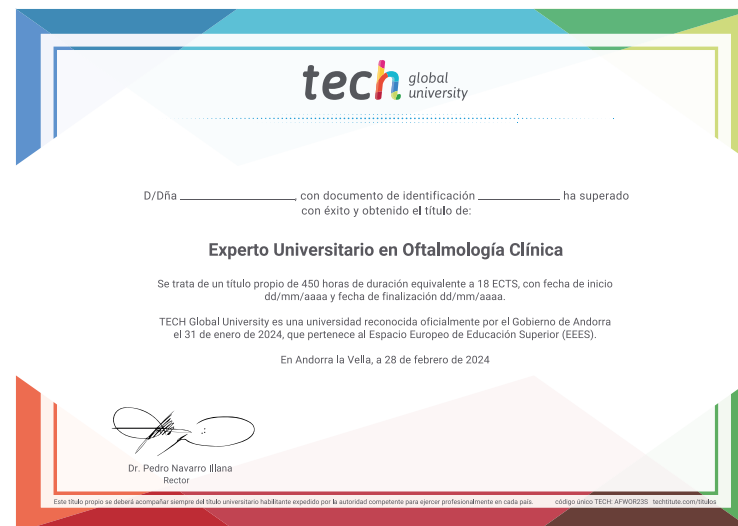 tech global university
D/Dña ______________, con documento de identificación ______________ ha superado
con éxito y obtenido el título de:
Experto Universitario en Oftalmología Clínica
Se trata de un título propio de 450 horas de duración equivalente a 18 ECTS, con fecha de inicio
dd/mm/aaaa y fecha de finalización dd/mm/aaaa.
TECH Global University es una universidad reconocida oficialmente por el Gobierno de Andorra
el 31 de enero de 2024, que pertenece al Espacio Europeo de Educación Superior (EEES).
En Andorra la Vella, a 28 de febrero de 2024
Dr. Pedro Navarro Illana
Rector
Este título propio se deberá acompañar siempre del título universitario habilitante expedido por la autoridad competente para ejercer profesionalmente en cada país. código único TECH: AFWOR23S techtitute.com/titulos